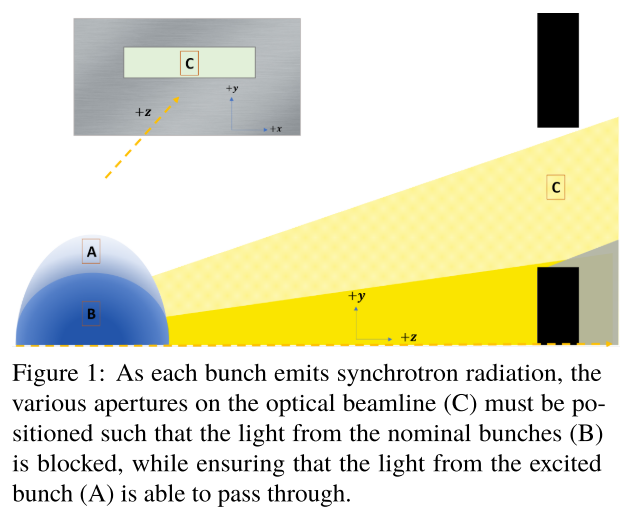 C
+y
+z
+x
C
A
+y
B
+z
Figure 1: As each bunch emits synchrotron radiation, the
various apertures on the optical beamline (C) must be po-
sitioned such that the light from the nominal bunches (B)
is blocked, while ensuring that the light from the excited
bunch (A) is able to pass through.